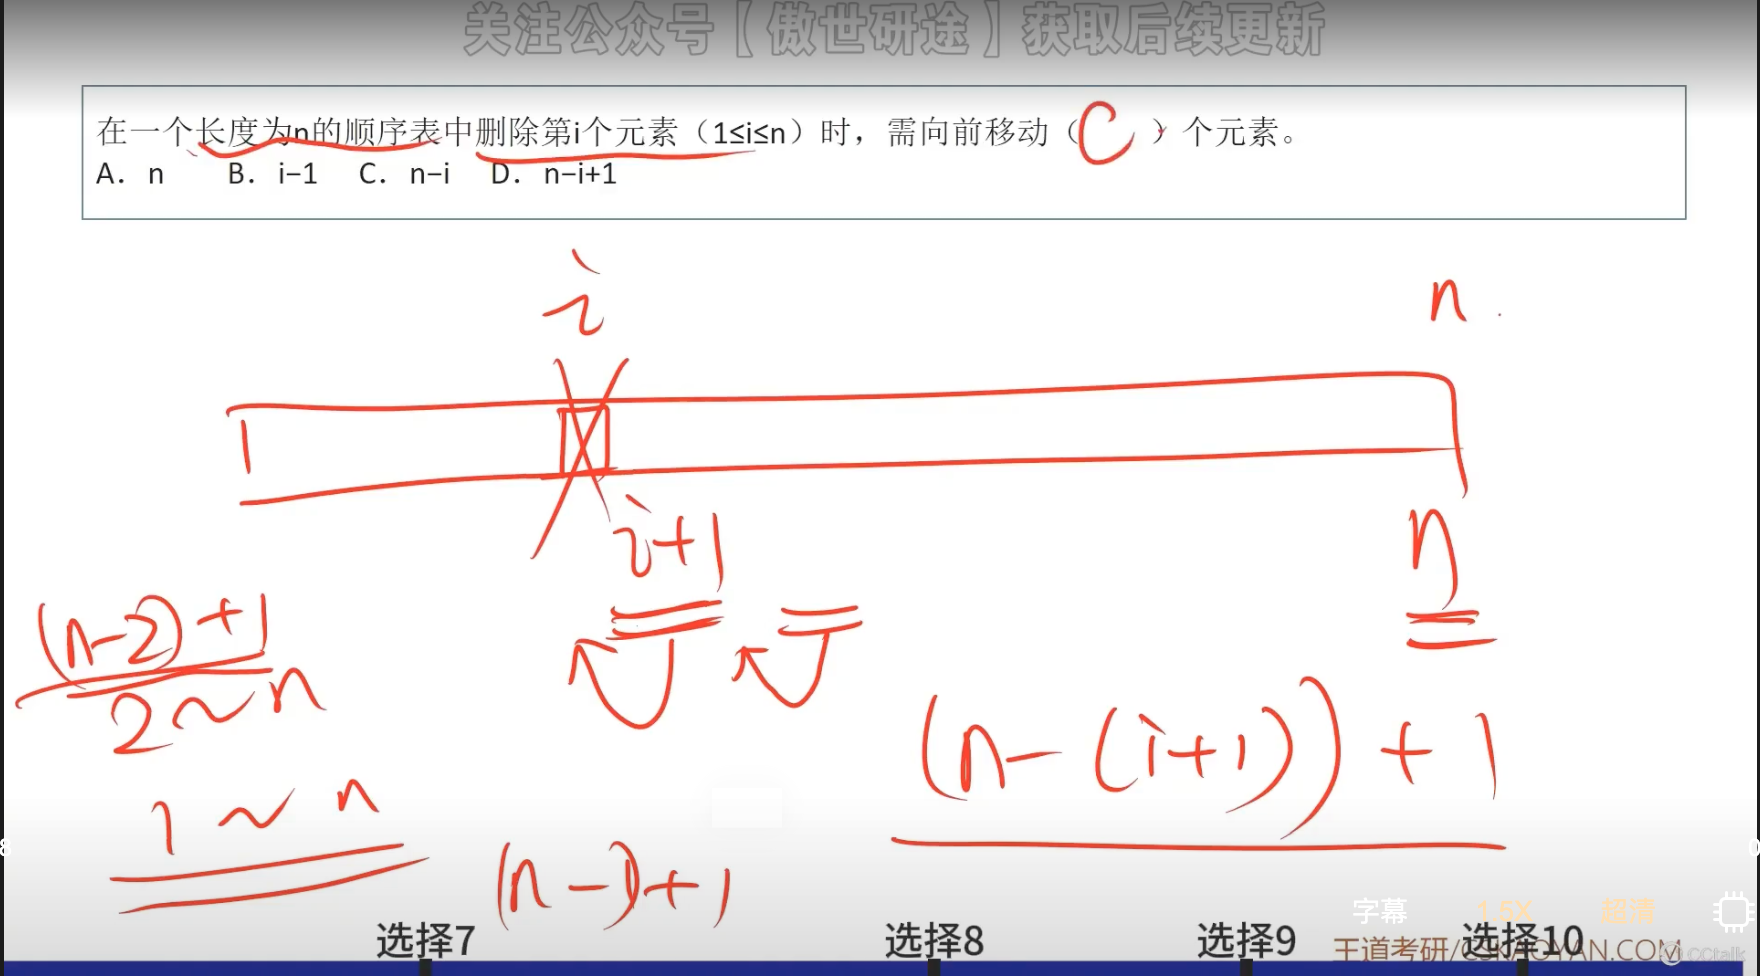 关注公众号【傲世研途】获取后续更新
在一个长度为n的顺序表中删除第i个元素（1≤i≤n）时，需向前移动（C）个元素。
A. n B. i−1 C. n−i D. n−i+1
i
n
i+1
n
(n-2)+1
2~n
(n-(i+1))+1
1~n
(n-1)+1
8
0
字幕 1.5X 超清
选择7 选择8 选择9 选择10
王道考研/CSKAOYAN.COM
CCtalk